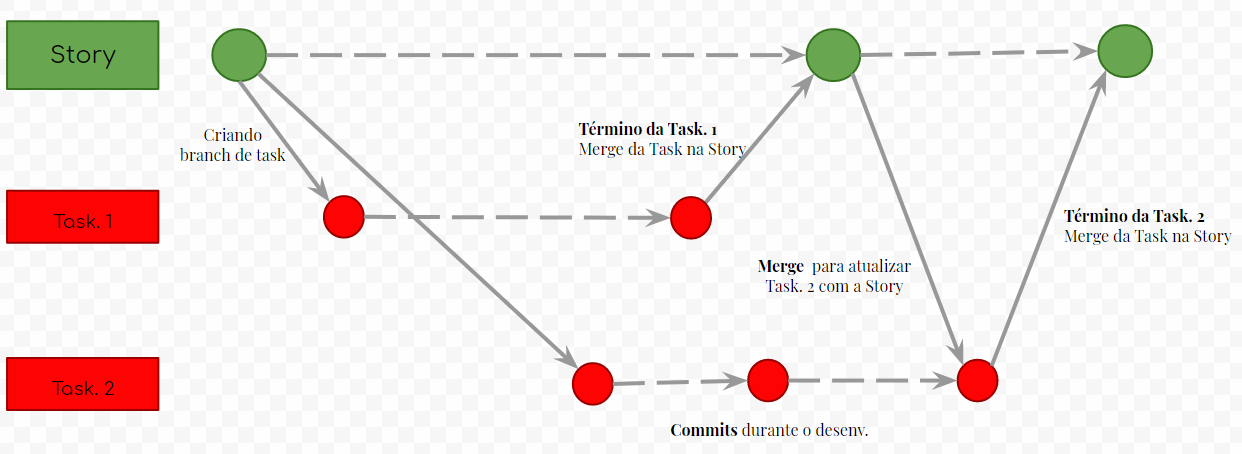 Story
Criando
branch de task
Término da Task. 1
Merge da Task na Story
Task. 1
Término da Task. 2
Merge da Task na Story
Merge para atualizar
Task. 2 com a Story
Task. 2
Commits durante o desenv.